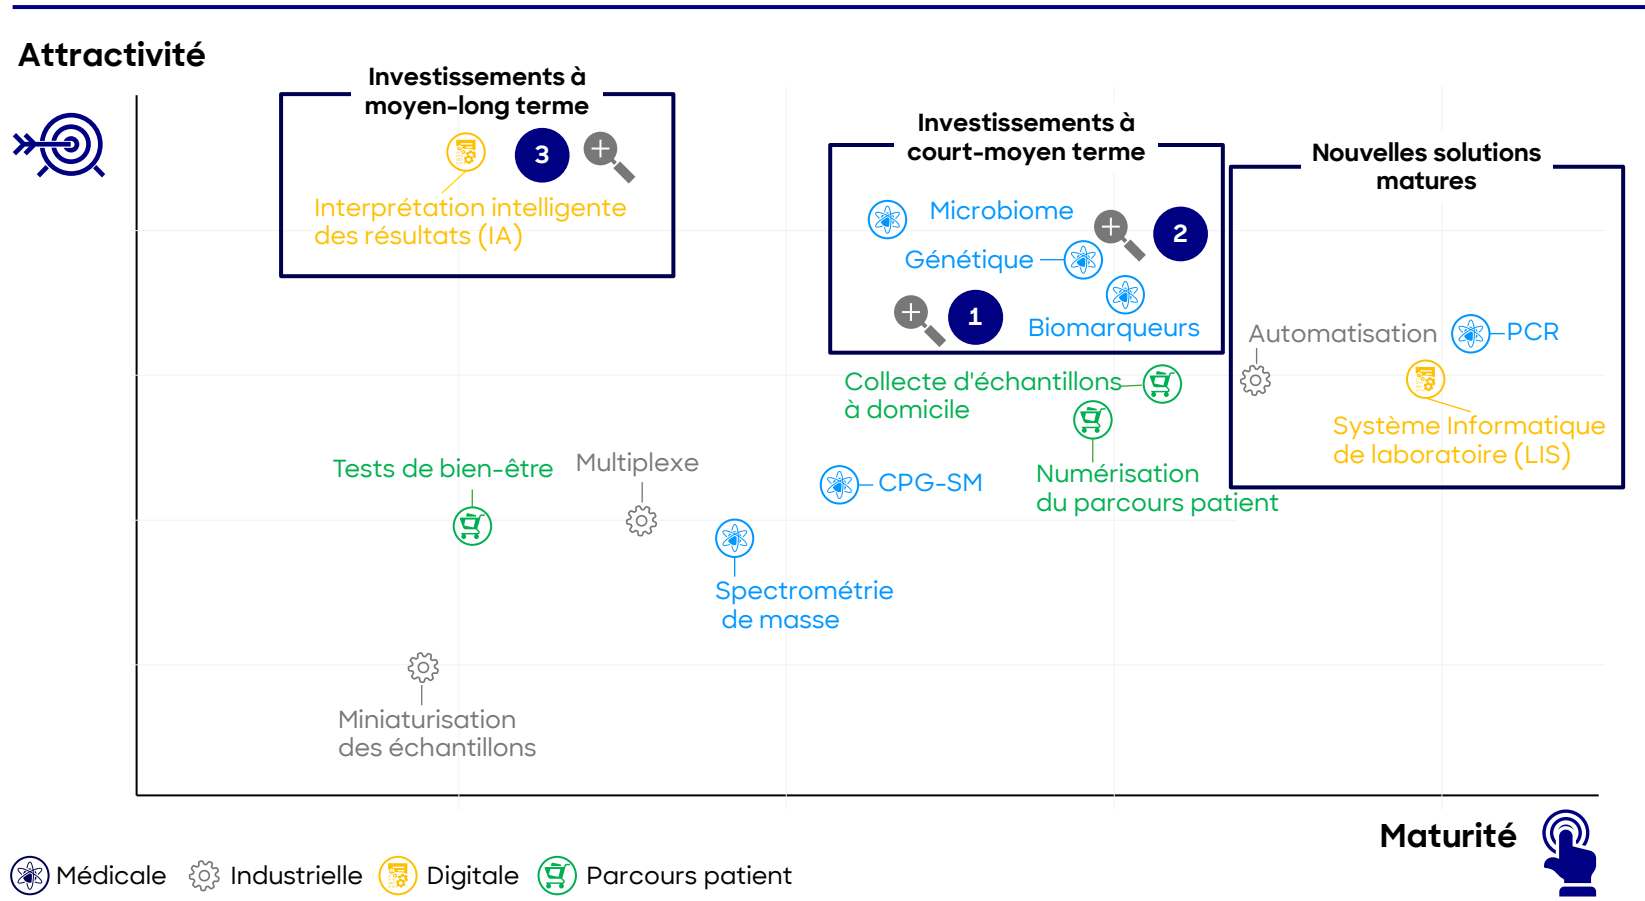 Attractivité
Investissements à
moyen-long terme
3
Interprétation intelligente
des résultats (IA)
Investissements à
court-moyen terme
Microbiome
2
Génétique
1
Biomarqueurs
Nouvelles solutions
matures
Automatisation
PCR
Système Informatique
de laboratoire (LIS)
Collecte d'échantillons
à domicile
Numérisation
du parcours patient
Tests de bien-être
Multiplexe
CPG-SM
Spectrométrie
de masse
Miniaturisation
des échantillons
Maturité
Médicale
Industrielle
Digitale
Parcours patient